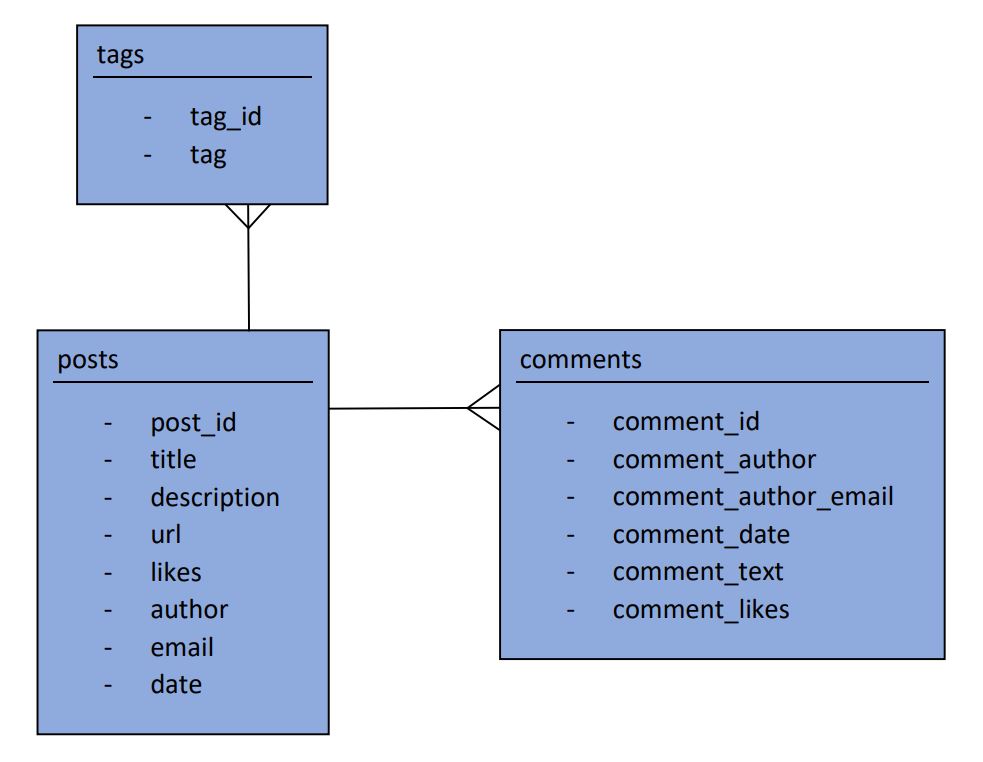 tags
- tag_id
- tag
posts
- post_id
- title
- description
- url
- likes
- author
- email
- date
comments
- comment_id
- comment_author
- comment_author_email
- comment_date
- comment_text
- comment_likes